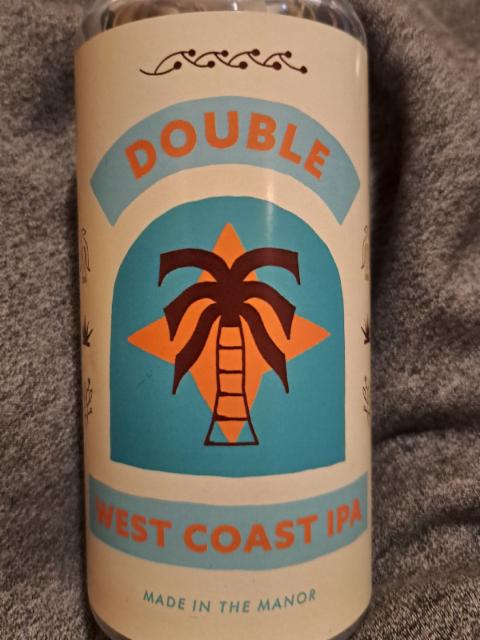 DOUBLE
WEST COAST IPA
MADE IN THE MANOR